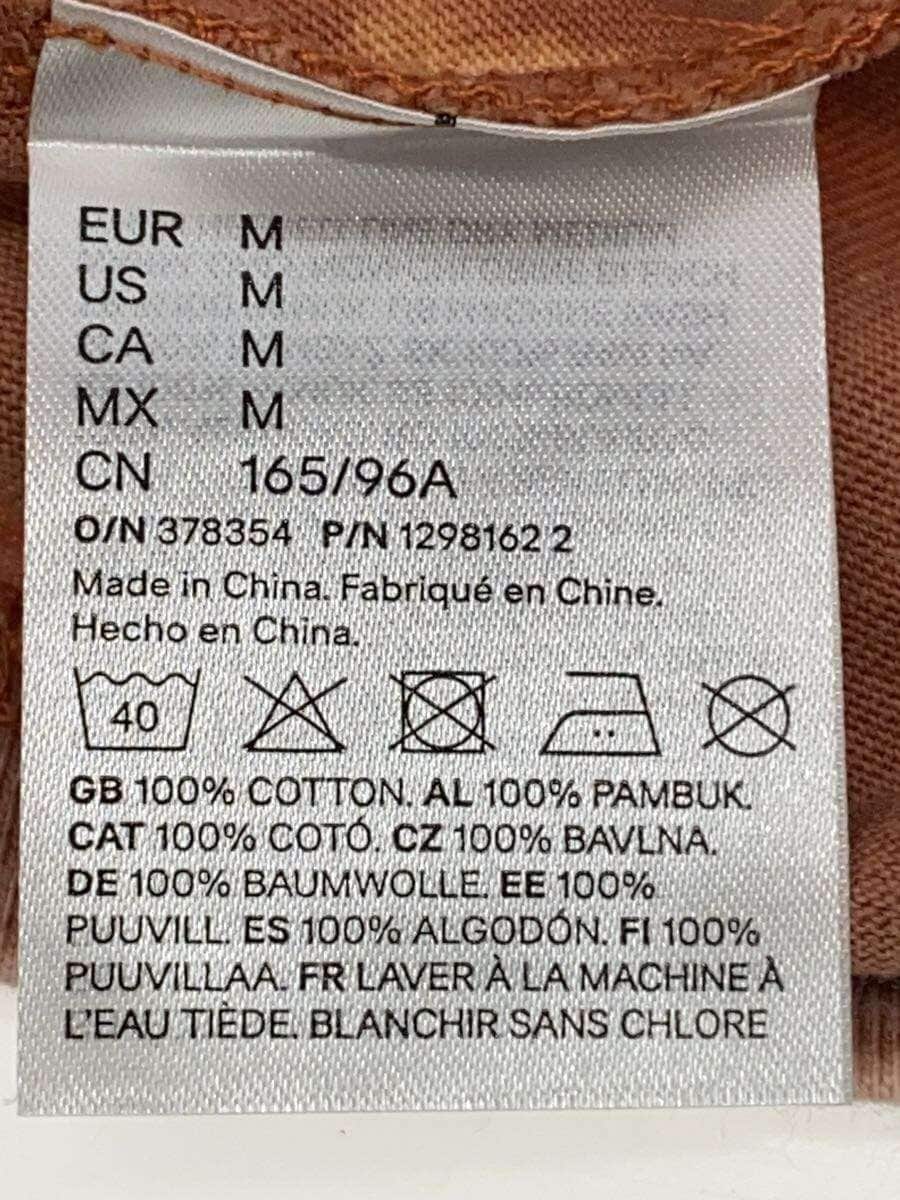 EUR M
US M
CA M
MX M
CN 165/96A
O/N 378354 P/N 1298162 2
Made in China. Fabriqué en Chine.
Hecho en China.
40
GB 100% COTTON. AL 100% PAMBUK.
CAT 100% COTÓ. CZ 100% BAVLNA.
DE 100% BAUMWOLLE. EE 100%
PUUVILL. ES 100% ALGODÓN. FI 100%
PUUVILLAA. FR LAVER À LA MACHINE À
L'EAU TIÈDE. BLANCHIR SANS CHLORE